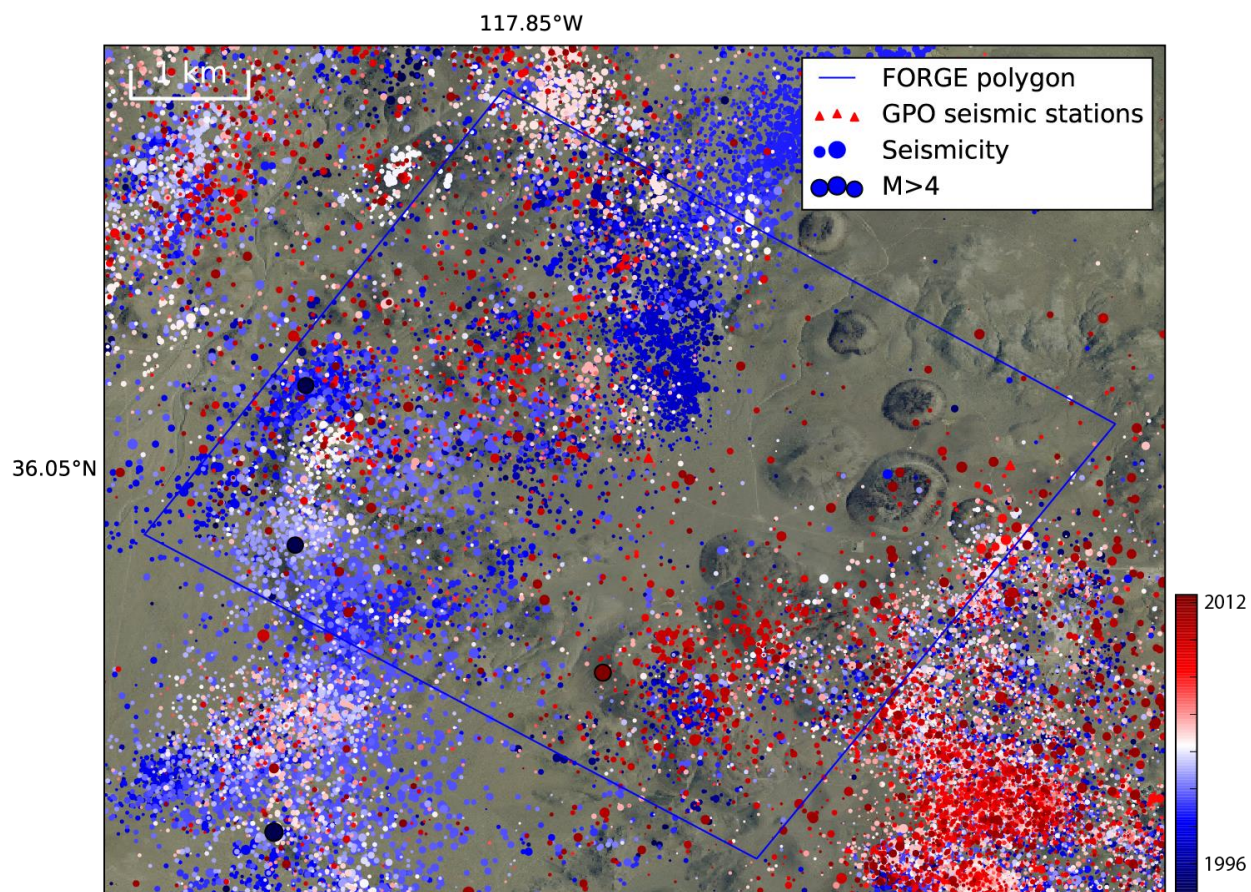 117.85°W
1 km
FORGE polygon
GPO seismic stations
Seismicity
M>4
36.05°N
2012
1996